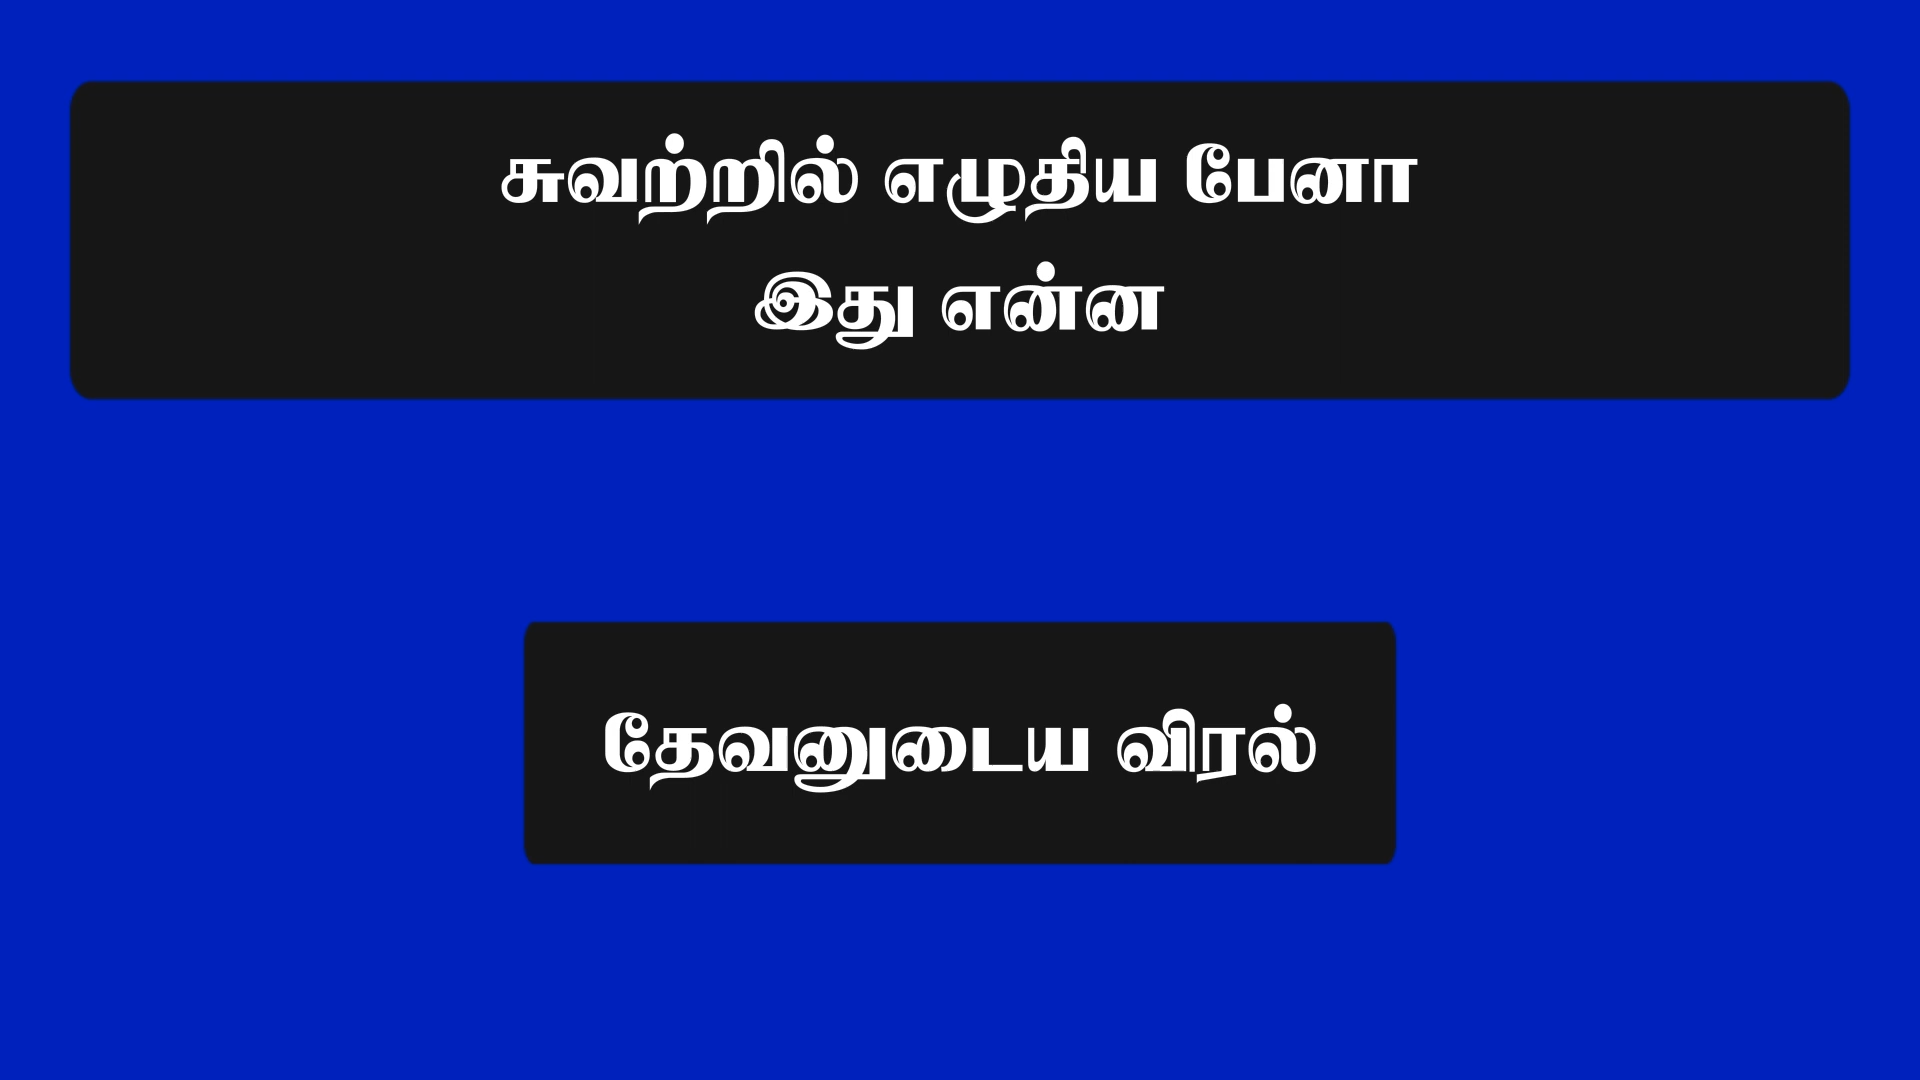 சுவற்றில் எழுதிய பேனா
இது என்ன
தேவனுடைய விரல்